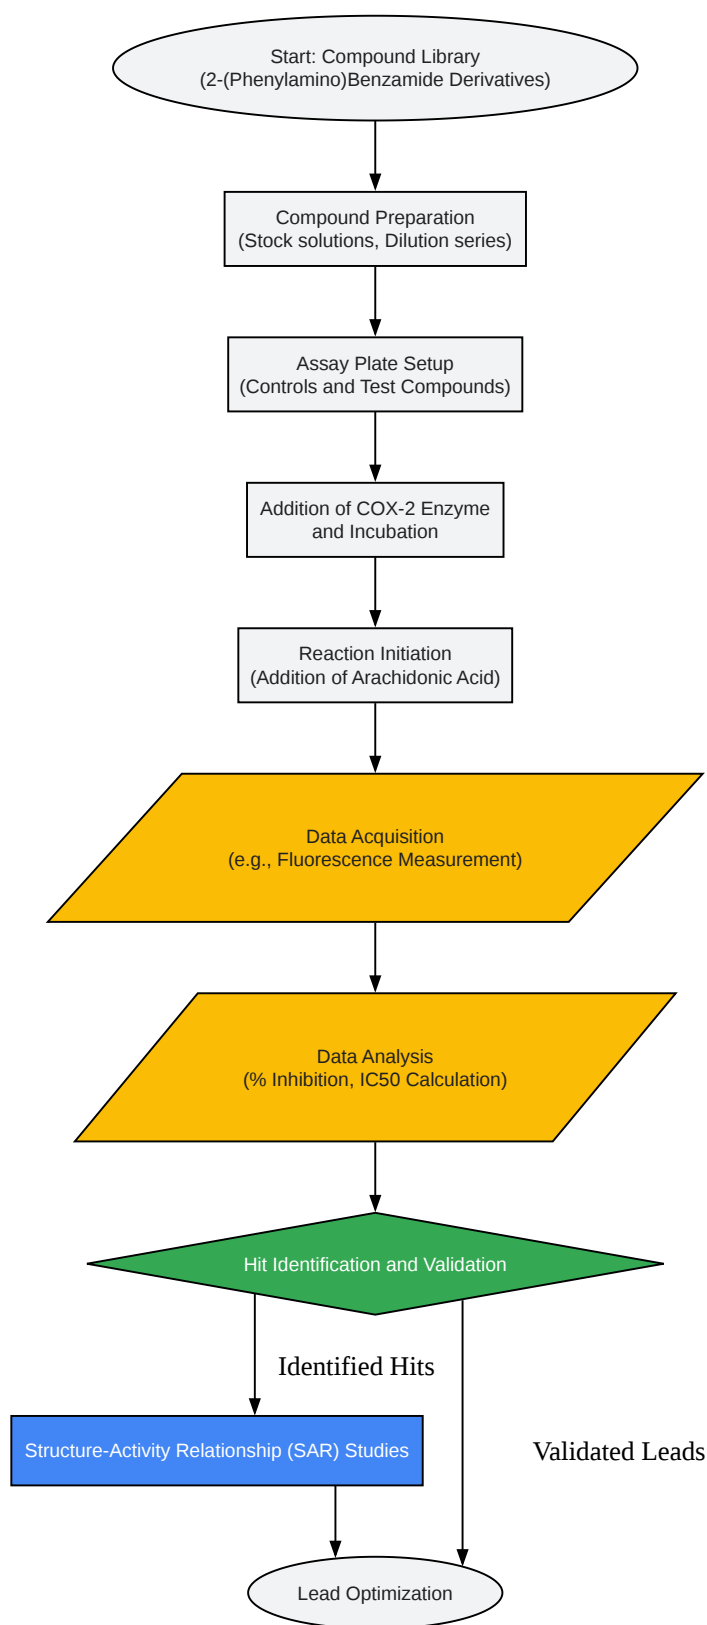 Start: Compound Library
(2-(Phenylamino)Benzamide Derivatives)
Compound Preparation
(Stock solutions, Dilution series)
Assay Plate Setup
(Controls and Test Compounds)
Addition of COX-2 Enzyme
and Incubation
Reaction Initiation
(Addition of Arachidonic Acid)
Data Acquisition
(e.g., Fluorescence Measurement)
Data Analysis
(% Inhibition, IC50 Calculation)
Hit Identification and Validation
Identified Hits
Structure-Activity Relationship (SAR) Studies
Validated Leads
Lead Optimization